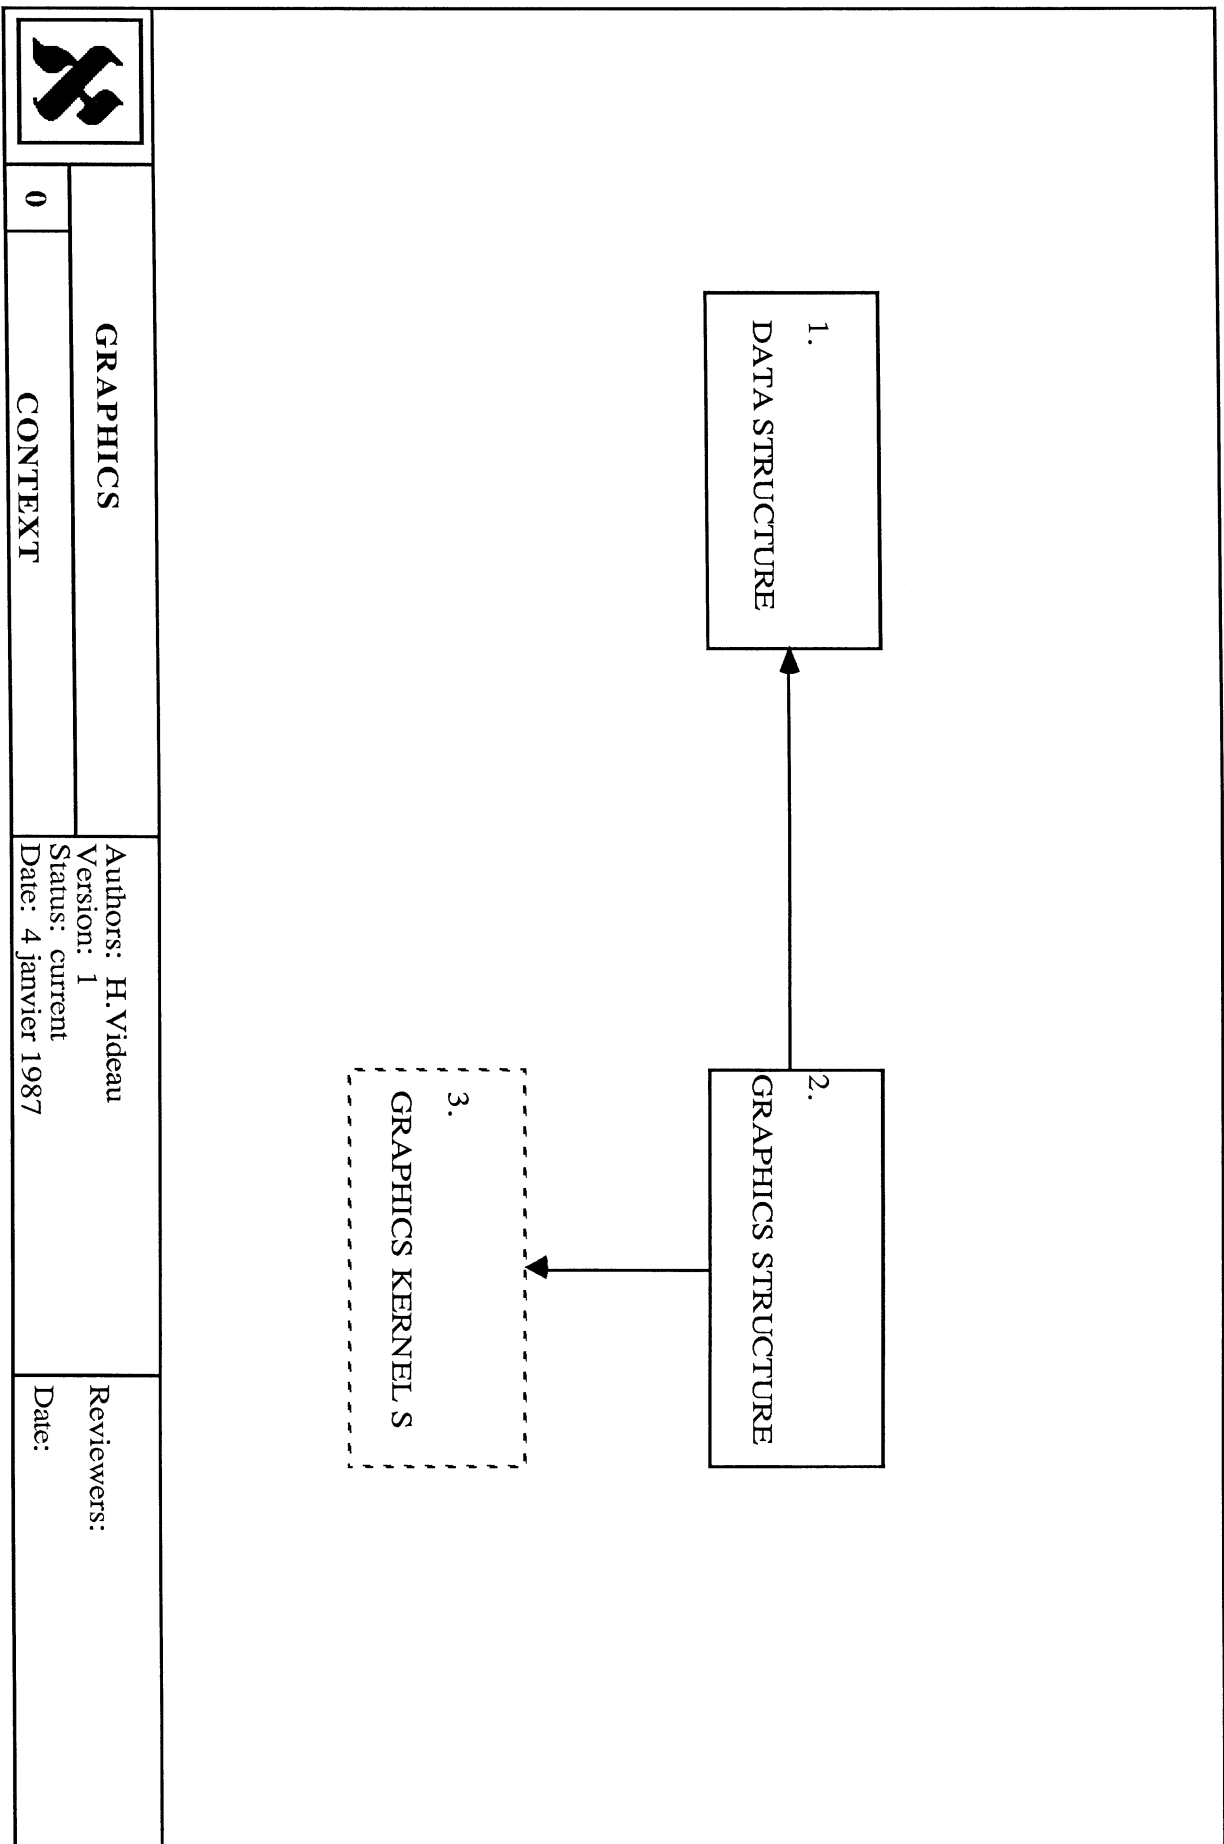 1.
DATA STRUCTURE
2.
GRAPHICS STRUCTURE
3.
GRAPHICS KERNEL S
א
GRAPHICS
0
CONTEXT
Authors: H.Videau
Version: 1
Status: current
Date: 4 janvier 1987
Reviewers:
Date: